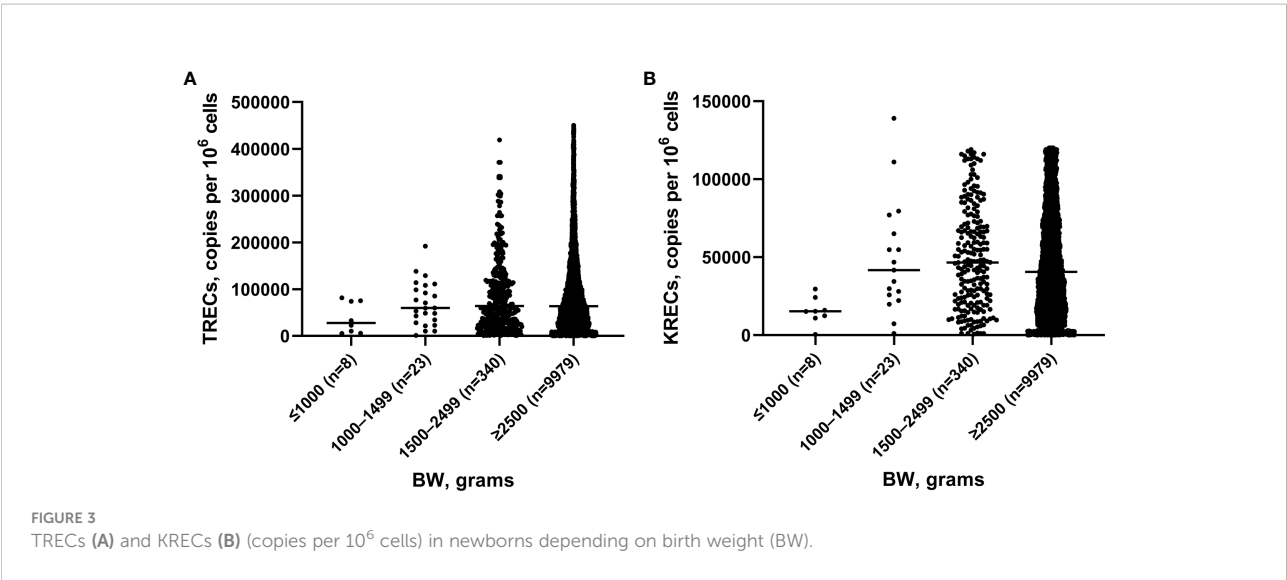 A
TRECs, copies per 10⁶ cells
500000
400000
300000
200000
100000
0
≤1000 (n=8)
1000–1499 (n=23)
1500–2499 (n=340)
≥2500 (n=9979)
BW, grams
B
KRECs, copies per 10⁶ cells
150000
100000
50000
0
≤1000 (n=8)
1000–1499 (n=23)
1500–2499 (n=340)
≥2500 (n=9979)
BW, grams
FIGURE 3
TRECs (A) and KRECs (B) (copies per 10⁶ cells) in newborns depending on birth weight (BW).